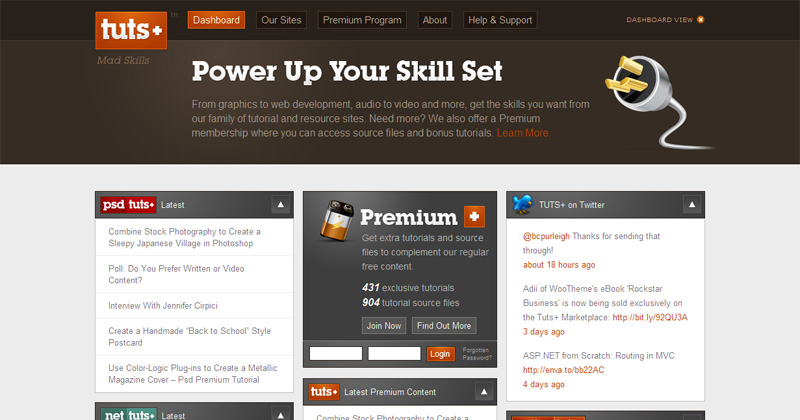 tuts+
TM
Dashboard
Our Sites
Premium Program
About
Help & Support
DASHBOARD VIEW
Mad Skills
Power Up Your Skill Set
From graphics to web development, audio to video and more, get the skills you want from
our family of tutorial and resource sites. Need more? We also offer a Premium
membership where you can access source files and bonus tutorials. Learn More.
psd tuts+ Latest
Combine Stock Photography to Create a
Sleepy Japanese Village in Photoshop
Poll: Do You Prefer Written or Video
Content?
Interview With Jennifer Cirpici
Create a Handmade “Back to School” Style
Postcard
Use Color-Logic Plug-ins to Create a Metallic
Magazine Cover – Psd Premium Tutorial
net tuts+ Latest
Premium +
Get extra tutorials and source
files to complement our regular
free content.
431 exclusive tutorials
904 tutorial source files
Join Now
Find Out More
Login
Forgotten
Password?
tuts+ Latest Premium Content
Combine Stock Photography to Create a
TUTS+ on Twitter
@bcpurleigh Thanks for sending that
through!
about 18 hours ago
Adii of WooTheme's eBook 'Rockstar
Business' is now being sold exclusively on
the Tuts+ Marketplace: http://bit.ly/92QU3A
3 days ago
ASP.NET from Scratch: Routing in MVC
http://enva.to/bb22AC
4 days ago